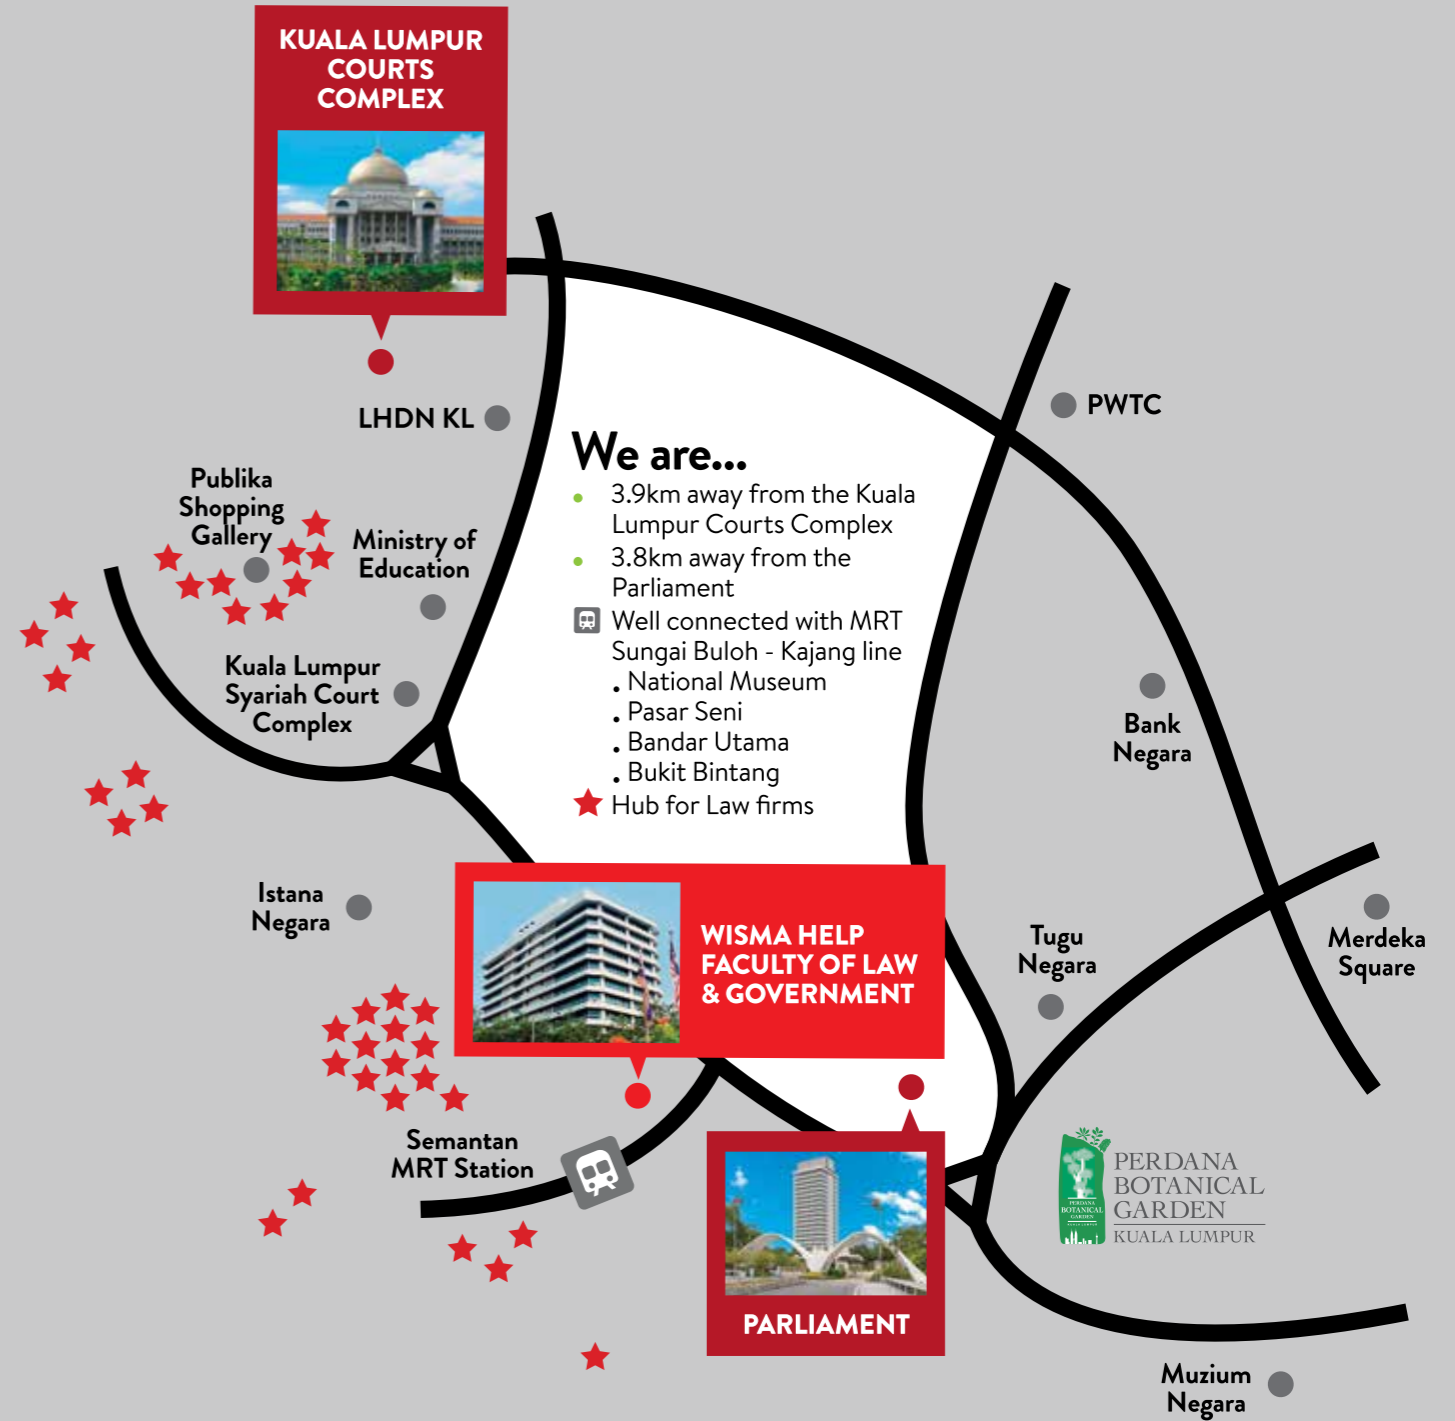 KUALA LUMPUR
COURTS
COMPLEX
LHDN KL
PWTC
We are...
3.9km away from the Kuala
Lumpur Courts Complex
3.8km away from the
Parliament
Well connected with MRT
Sungai Buloh - Kajang line
. National Museum
. Pasar Seni
. Bandar Utama
. Bukit Bintang
Hub for Law firms
Publika
Shopping
Gallery
Ministry of
Education
Kuala Lumpur
Syariah Court
Complex
Bank
Negara
Istana
Negara
WISMA HELP
FACULTY OF LAW
& GOVERNMENT
Tugu
Negara
Merdeka
Square
Semantan
MRT Station
PERDANA
BOTANICAL
GARDEN
PERDANA
BOTANICAL
GARDEN
KUALA LUMPUR
PARLIAMENT
Muzium
Negara